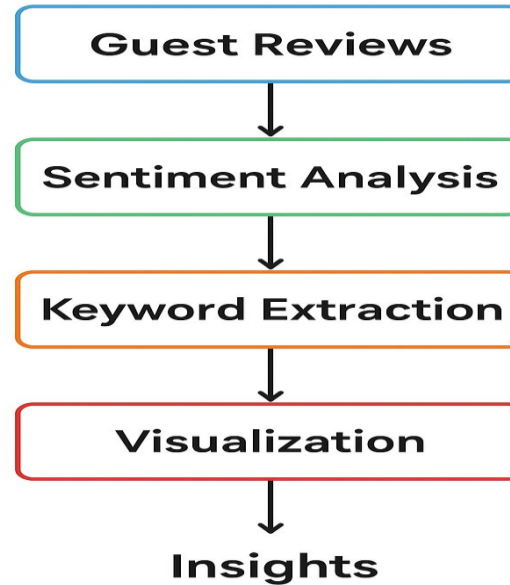 Guest Reviews
Sentiment Analysis
Keyword Extraction
Visualization
Insights